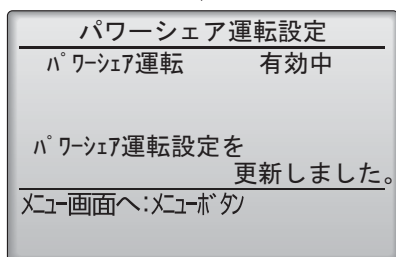 パワーシェア運転設定
ﾊﾟﾜｰｼｪｱ運転 有効中
ﾊﾟﾜｰｼｪｱ運転設定を
更新しました。
ﾒﾆｭｰ画面へ:ﾒﾆｭｰﾎﾞﾀﾝ